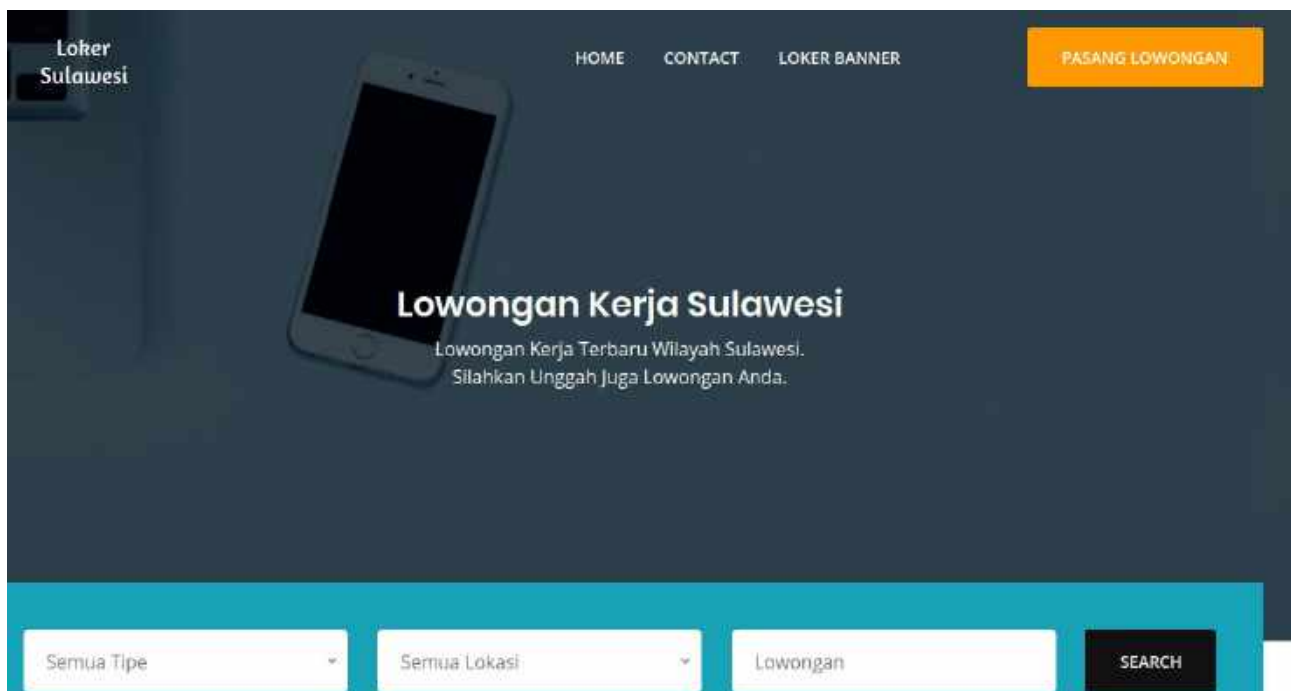 Loker
Sulawesi
HOME CONTACT LOKER BANNER PASANG LOWONGAN
Lowongan Kerja Sulawesi
Lowongan Kerja Terbaru Wilayah Sulawesi.
Silahkan Unggah Juga Lowongan Anda.
Semua Tipe Semua Lokasi Lowongan SEARCH